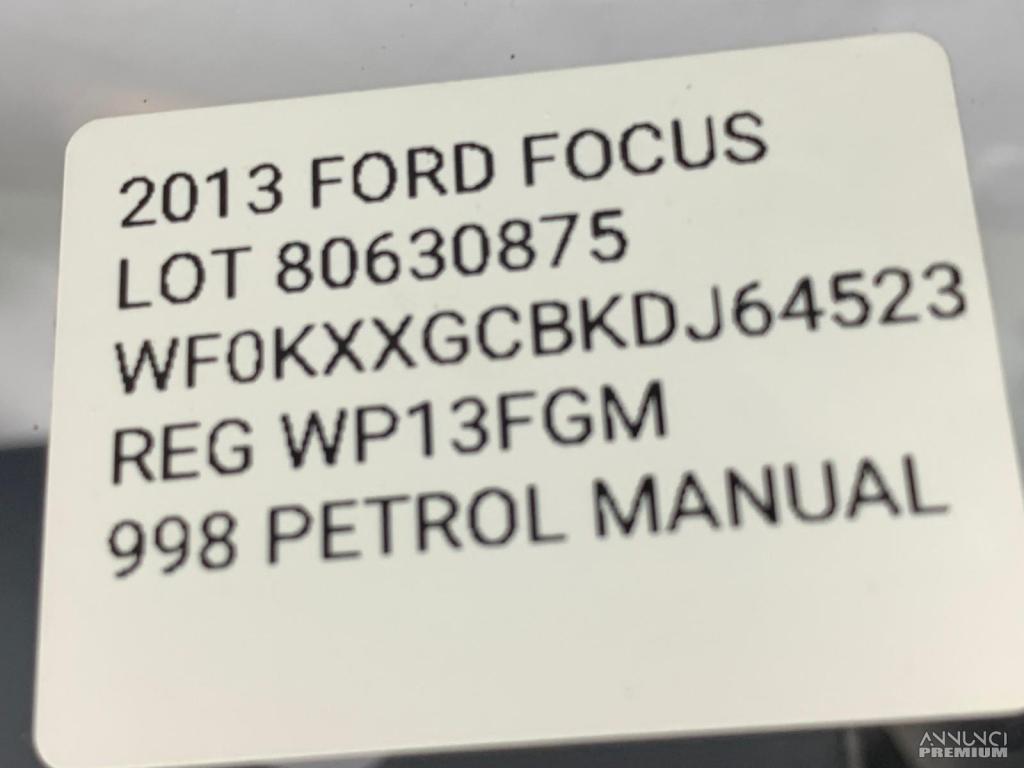 2013 FORD FOCUS
LOT 80630875
WF0KXXGCBKDJ64523
REG WP13FGM
998 PETROL MANUAL
ANNUNCI
PREMIUM